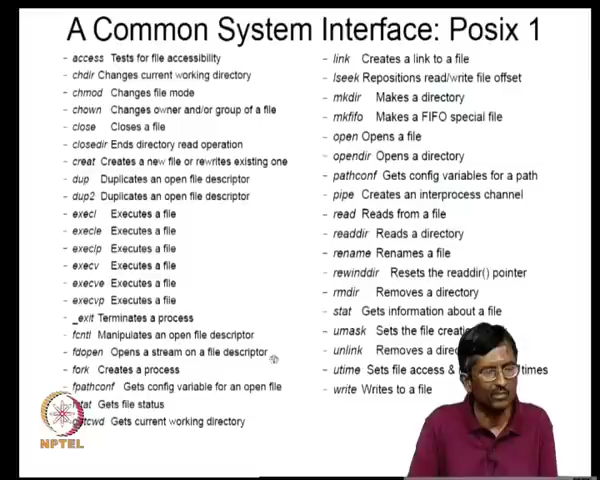 A Common System Interface: Posix 1
- access Tests for file accessibility
- chdir Changes current working directory
- chmod Changes file mode
- chown Changes owner and/or group of a file
- close Closes a file
- closedir Ends directory read operation
- creat Creates a new file or rewrites existing one
- dup Duplicates an open file descriptor
- dup2 Duplicates an open file descriptor
- execl Executes a file
- execle Executes a file
- execlp Executes a file
- execv Executes a file
- execve Executes a file
- execvp Executes a file
- _exit Terminates a process
- fcntl Manipulates an open file descriptor
- fdopen Opens a stream on a file descriptor
- fork Creates a process
- fpathconf Gets config variable for an open file
Gets file status
Gets current working directory
- link Creates a link to a file
- lseek Repositions read/write file offset
- mkdir Makes a directory
- mkfifo Makes a FIFO special file
- open Opens a file
- opendir Opens a directory
- pathconf Gets config variables for a path
- pipe Creates an interprocess channel
- read Reads from a file
- readdir Reads a directory
- rename Renames a file
- rewinddir Resets the readdir() pointer
- rmdir Removes a directory
- stat Gets information about a file
- umask Sets the file
- unlink Removes a
- utime Sets file access & times
- write Writes to a file
NPTEL